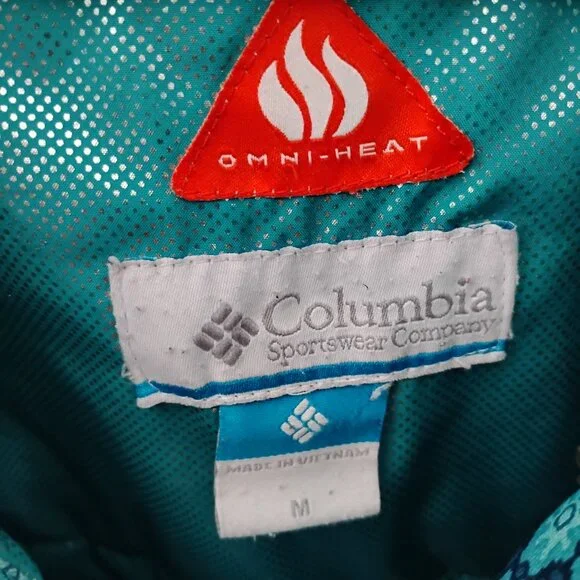 OMNI-HEAT
Columbia
Sportswear Company
MADE IN VIETNAM
M